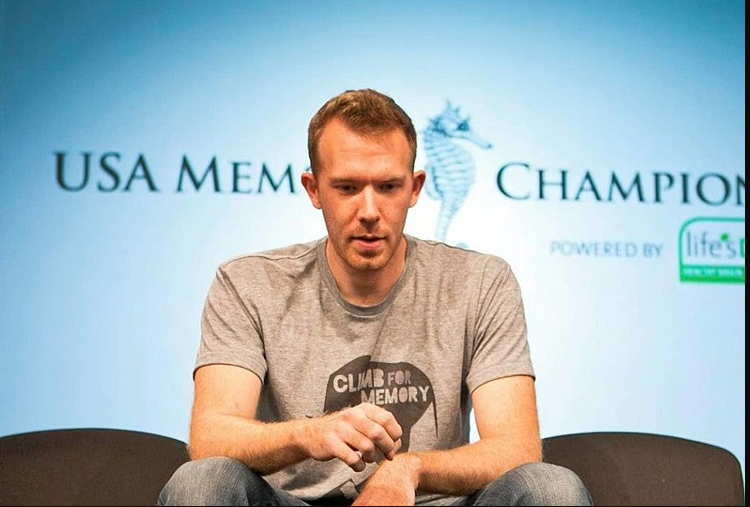 USA MEM CHAMPION
POWERED BY
life's
CLIMB FOR
MEMORY